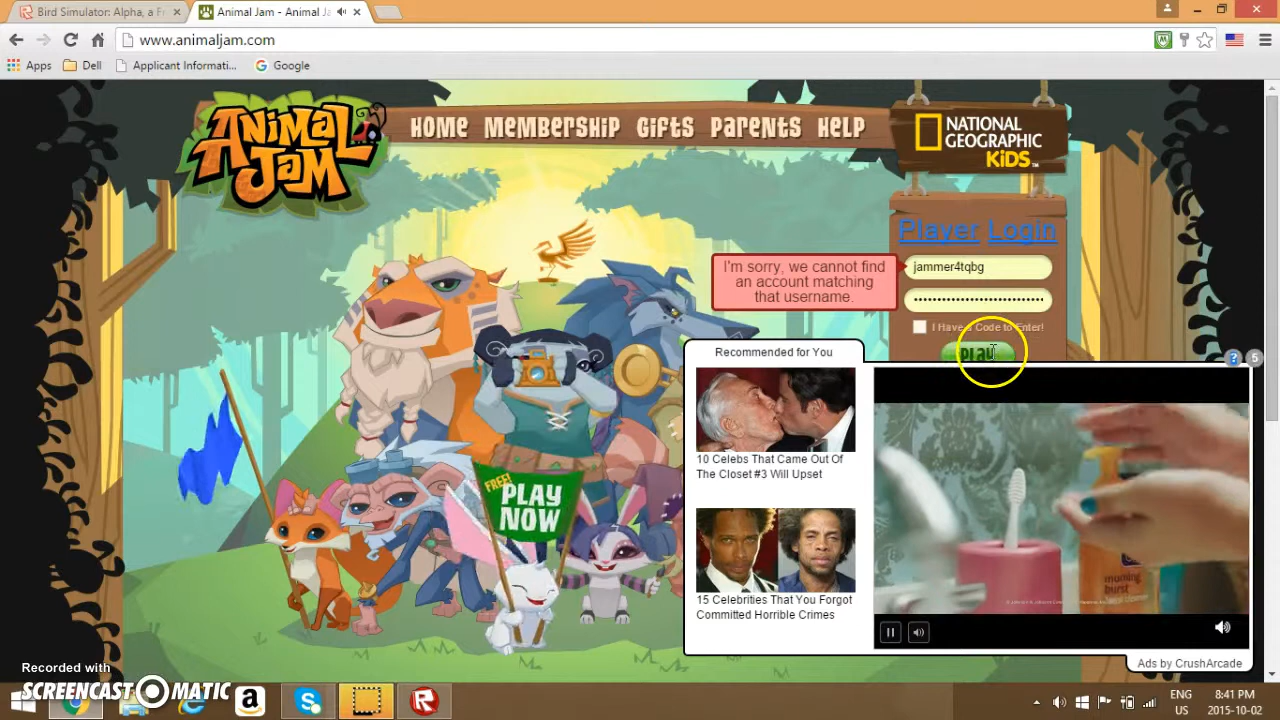 Bird Simulator: Alpha, a Fr
Animal Jam - Animal Ja
www.animaljam.com
Apps
Dell
Applicant Informati...
Google
ANIMAL
JAM
HOME
MEMBERSHIP
GIFTS
PARENTS
HELP
NATIONAL
GEOGRAPHIC
KiDS
Player Login
I'm sorry, we cannot find
an account matching
that username.
jammer4tqbg
I Have a Code to Enter!
PLAY
Recommended for You
? 5
10 Celebs That Came Out Of
The Closet #3 Will Upset
15 Celebrities That You Forgot
Committed Horrible Crimes
morning
burst
Ads by CrushArcade
FREE!
PLAY
NOW
Recorded with
SCREENCAST-O-MATIC
ENG
US
8:41 PM
2015-10-02